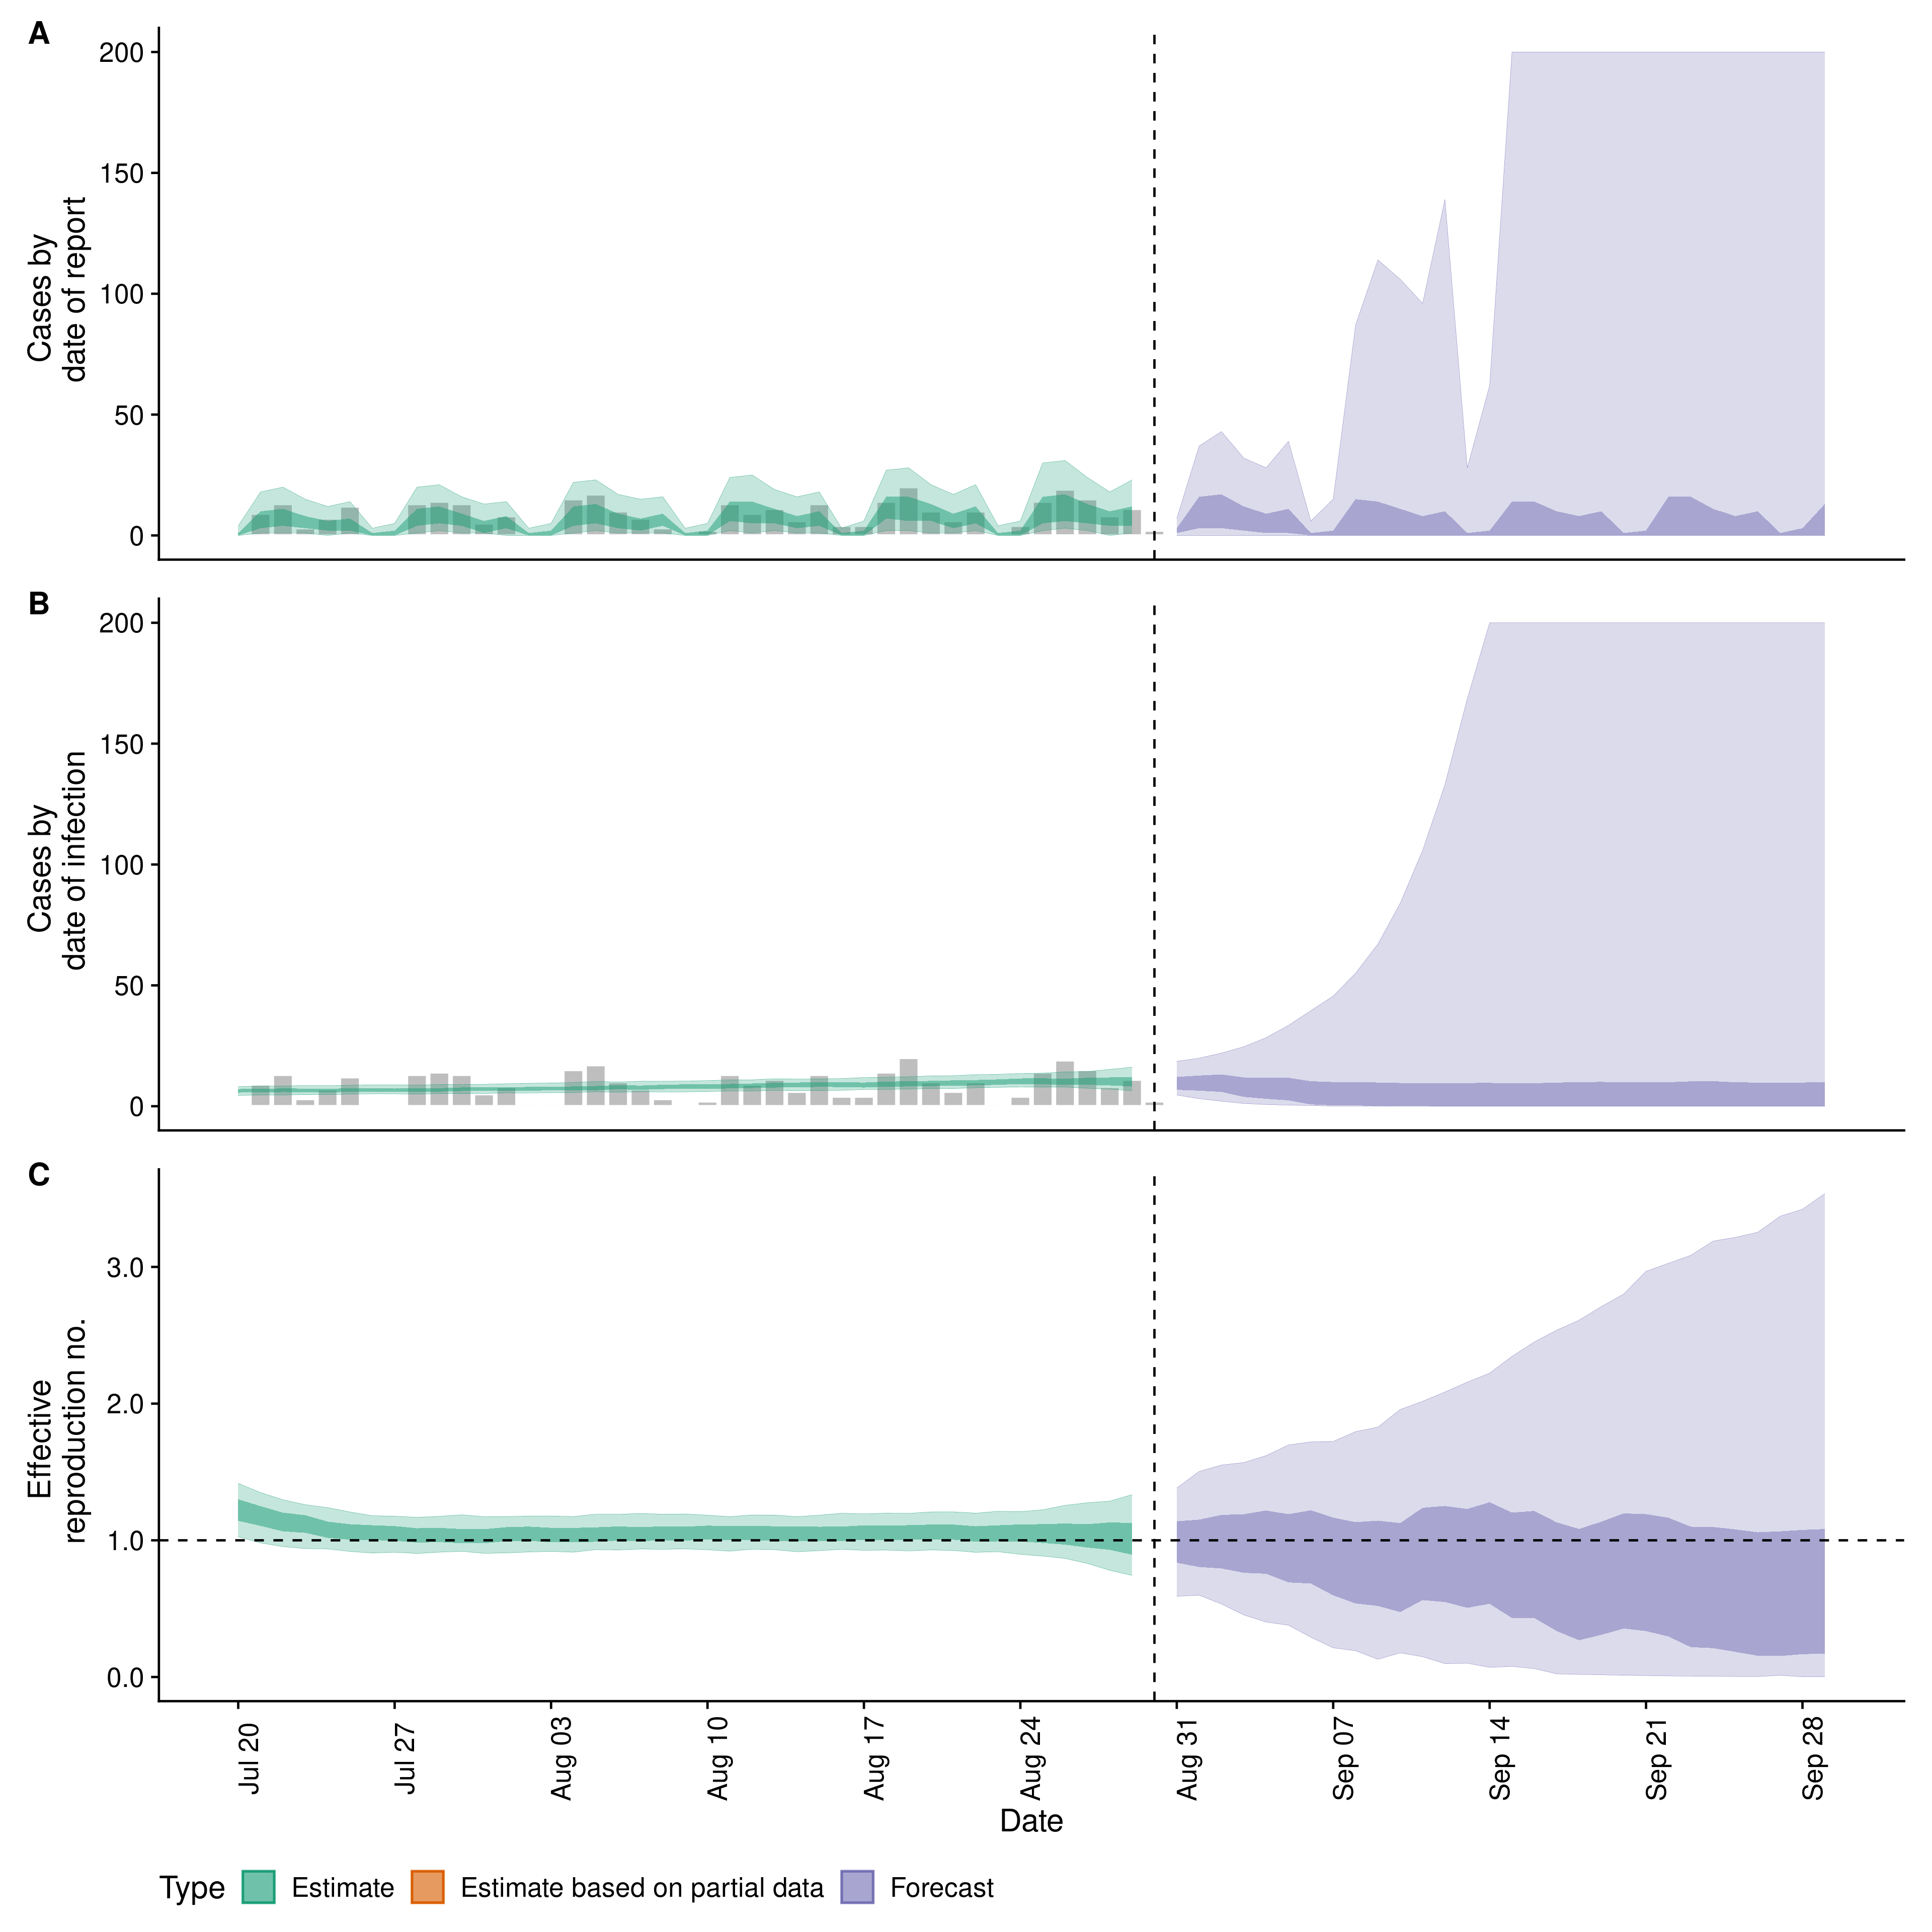 A
200
150
100
50
0
Cases by
date of report
B
200
150
100
50
0
Cases by
date of infection
C
3.0
2.0
1.0
0.0
Effective
reproduction no.
Jul 20
Jul 27
Aug 03
Aug 10
Aug 17
Aug 24
Aug 31
Sep 07
Sep 14
Sep 21
Sep 28
Date
Type Estimate Estimate based on partial data Forecast